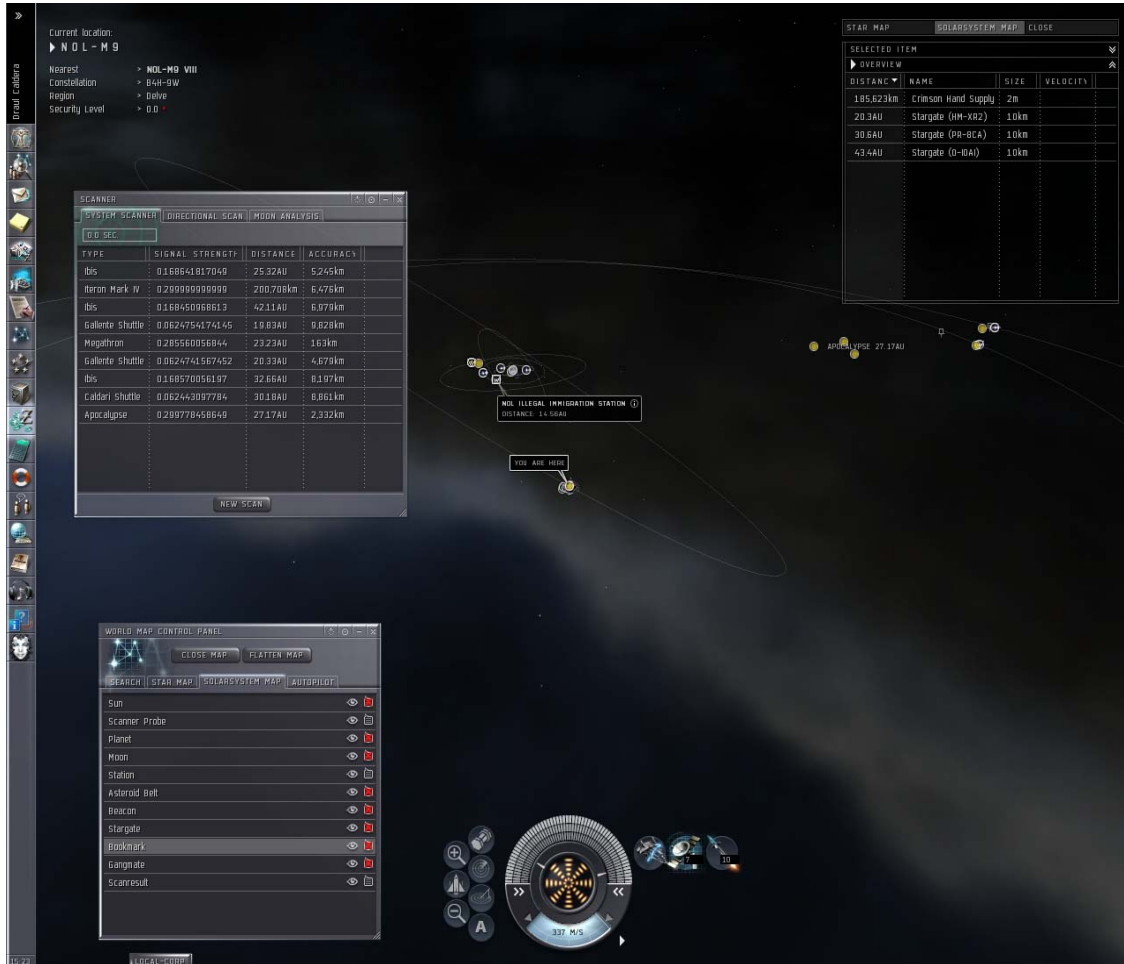 Draul Caldera
Current location:
NOL-M9
Nearest > NOL-M9 VIII
Constellation > B4H-9W
Region > Delve
Security Level > 0.0
STAR MAP SOLARSYSTEM MAP CLOSE
SELECTED ITEM
OVERVIEW
DISTANC NAME SIZE VELOCITY
185,623km Crimson Hand Supply 2m
20.3AU Stargate (HM-XR2) 10km
30.6AU Stargate (PR-8CA) 10km
43.4AU Stargate (0-IOAI) 10km
SCANNER
SYSTEM SCANNER DIRECTIONAL SCAN MOON ANALYSIS
0.0 SEC.
TYPE SIGNAL STRENGTH DISTANCE ACCURACY
Ibis 0.168641817049 25.32AU 5,245km
Iteron Mark IV 0.299999999999 200,708km 6,476km
Ibis 0.168450968613 42.11AU 6,979km
Gallente Shuttle 0.0624754174145 19.83AU 9,828km
Megathron 0.285560056844 23.23AU 163km
Gallente Shuttle 0.0624741567452 20.33AU 4,679km
Ibis 0.168570056197 32.66AU 8,197km
Caldari Shuttle 0.062443097784 30.18AU 8,861km
Apocalypse 0.299778458649 27.17AU 2,332km
NEW SCAN
APOCALYPSE 27.17AU
NOL ILLEGAL IMMIGRATION STATION
DISTANCE: 14.56AU
YOU ARE HERE
WORLD MAP CONTROL PANEL
CLOSE MAP FLATTEN MAP
SEARCH STAR MAP SOLARSYSTEM MAP AUTOPILOT
Sun
Scanner Probe
Planet
Moon
Station
Asteroid Belt
Beacon
Stargate
Bookmark
Gangmate
Scanresult
7 10
A
337 M/S
15:23
LOCAL-CORP